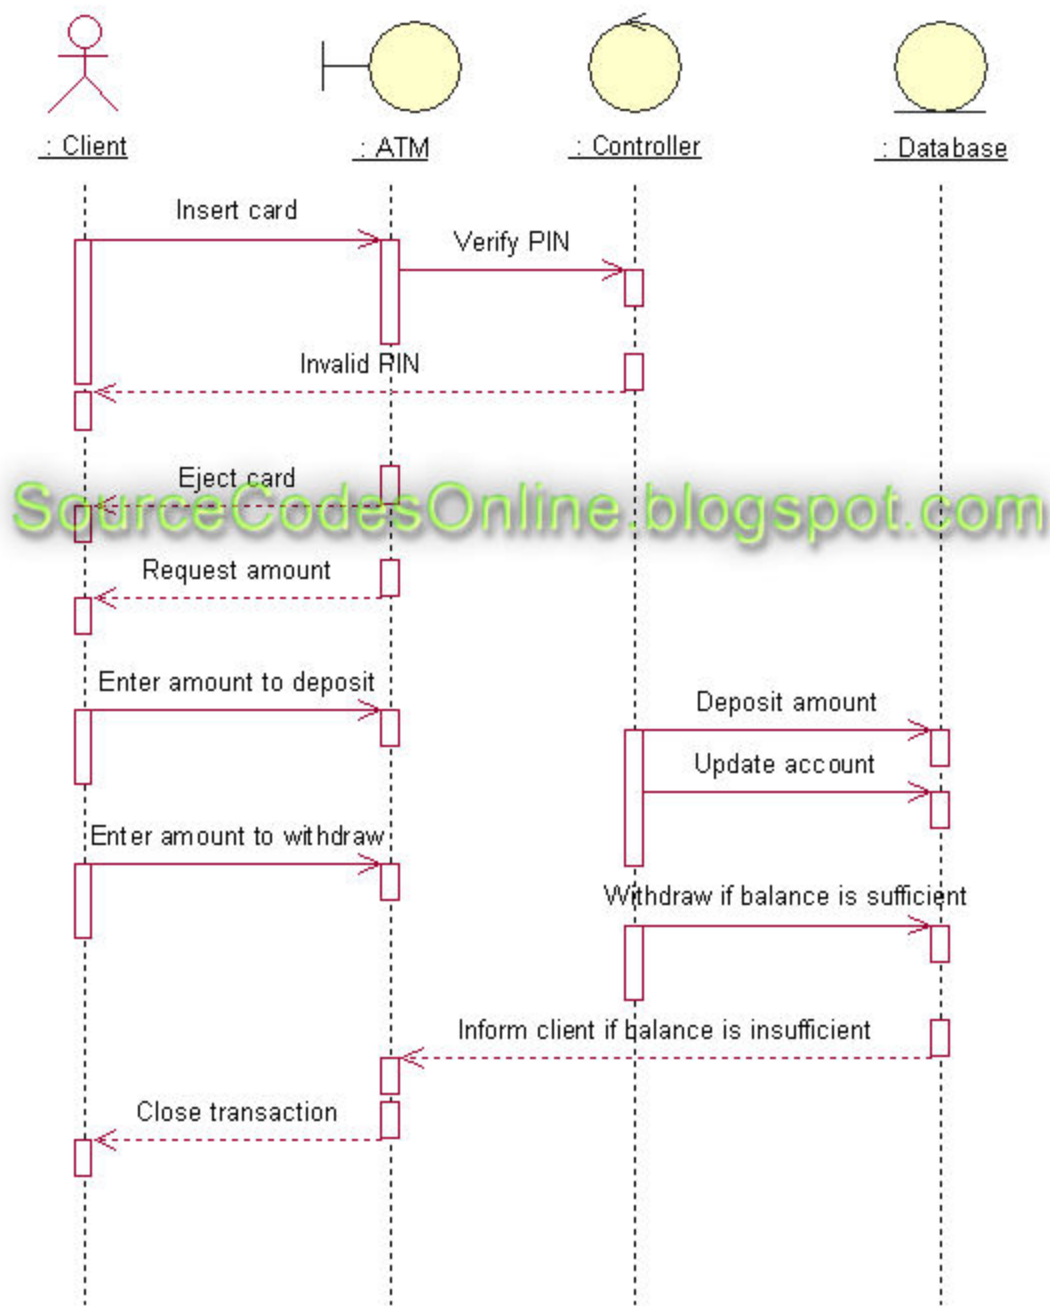 : Client
: ATM
: Controller
: Database
Insert card
Verify PIN
Invalid PIN
Eject card
SourceCodesOnline.blogspot.com
Request amount
Enter amount to deposit
Deposit amount
Update account
Enter amount to withdraw
Withdraw if balance is sufficient
Inform client if balance is insufficient
Close transaction